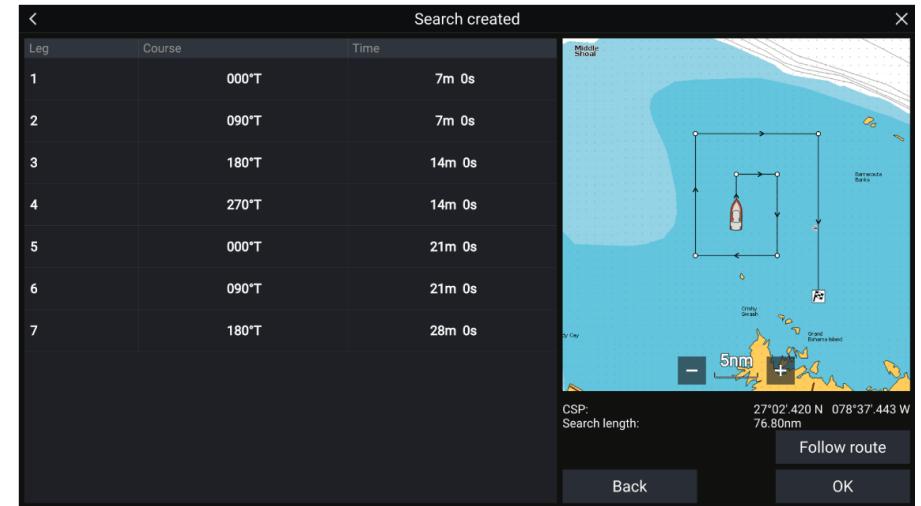 Search created
Leg Course Time
1 000°T 7m 0s
2 090°T 7m 0s
3 180°T 14m 0s
4 270°T 14m 0s
5 000°T 21m 0s
6 090°T 21m 0s
7 180°T 28m 0s
Middle
Shoal
Barracouta
Banks
Grand
Bahama Island
5nm
CSP: 27°02'.420 N 078°37'.443 W
Search length: 76.80nm
Follow route
Back OK